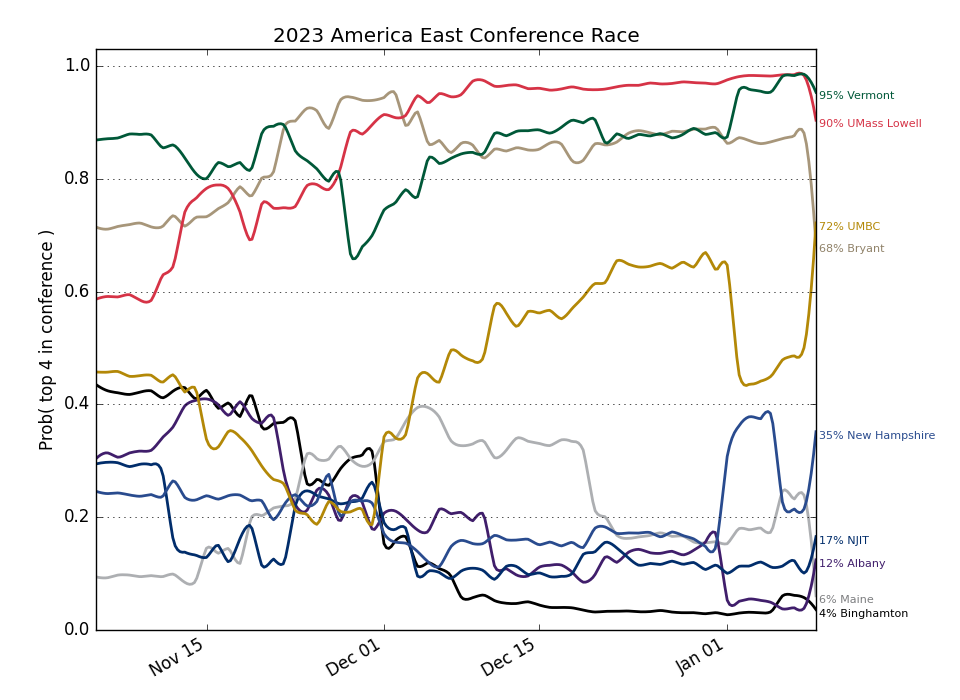 2023 America East Conference Race
Prob( top 4 in conference )
1.0
0.8
0.6
0.4
0.2
0.0
Nov 15
Dec 01
Dec 15
Jan 01
95% Vermont
90% UMass Lowell
72% UMBC
68% Bryant
35% New Hampshire
17% NJIT
12% Albany
6% Maine
4% Binghamton